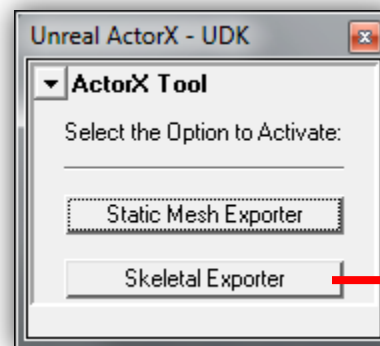 Unreal ActorX - UDK
ActorX Tool
Select the Option to Activate:
Static Mesh Exporter
Skeletal Exporter